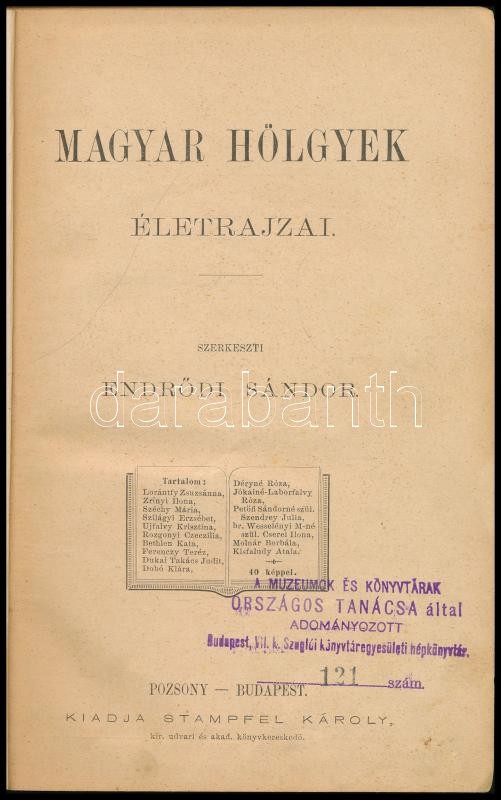 MAGYAR HÖLGYEK
ÉLETRAJZAI.
SZERKESZTI
ENDRŐDI SÁNDOR.
darabanth
Tartalom:
Lorántfy Zsuzsánna,
Zrínyi Ilona,
Széchy Mária,
Szilágyi Erzsébet,
Ujfalvy Krisztina,
Rozgonyi Czeczilia,
Bethlen Kata,
Ferenczy Teréz,
Dukai Takács Judit,
Dobó Klára,
Déryné Róza,
Jókainé-Laborfalvy
Róza,
Petőfi Sándorné szül.
Szendrey Julia,
br. Wesselényi M-né
szül. Cserei Ilona,
Molnár Borbála,
Kisfaludy Atala.
40 képpel.
A MUZEUMOK ÉS KÖNYVTÁRAK
ORSZÁGOS TANÁCSA által
ADOMÁNYOZOTT
Budapest, VII. k. Szuglói könyvtáregyesületi népkönyvtár.
121 szám.
POZSONY — BUDAPEST.
KIADJA STAMPFEL KÁROLY,
kir. udvari és akad. könyvkereskedő.